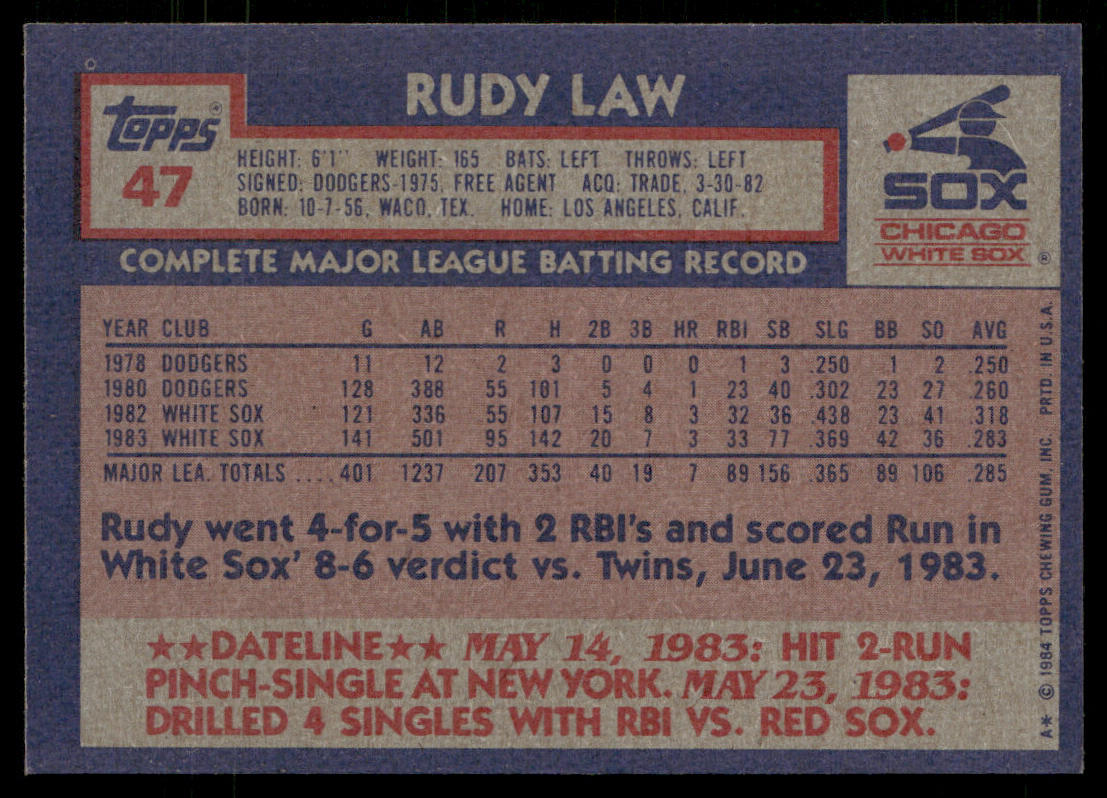 RUDY LAW
Topps®
47
HEIGHT: 6'1" WEIGHT: 165 BATS: LEFT THROWS: LEFT
SIGNED: DODGERS-1975, FREE AGENT ACQ: TRADE, 3-30-82
BORN: 10-7-56, WACO, TEX. HOME: LOS ANGELES, CALIF.
SOX
CHICAGO
WHITE SOX ®
COMPLETE MAJOR LEAGUE BATTING RECORD
YEAR CLUB G AB R H 2B 3B HR RBI SB SLG BB SO AVG
1978 DODGERS 11 12 2 3 0 0 0 1 3 .250 1 2 .250
1980 DODGERS 128 388 55 101 5 4 1 23 40 .302 23 27 .260
1982 WHITE SOX 121 336 55 107 15 8 3 32 36 .438 23 41 .318
1983 WHITE SOX 141 501 95 142 20 7 3 33 77 .369 42 36 .283
MAJOR LEA. TOTALS .... 401 1237 207 353 40 19 7 89 156 .365 89 106 .285
Rudy went 4-for-5 with 2 RBI's and scored Run in
White Sox' 8-6 verdict vs. Twins, June 23, 1983.
★★DATELINE★★ MAY 14, 1983: HIT 2-RUN
PINCH-SINGLE AT NEW YORK. MAY 23, 1983:
DRILLED 4 SINGLES WITH RBI VS. RED SOX.
A* © 1984 TOPPS CHEWING GUM, INC. PRTD. IN U.S.A.